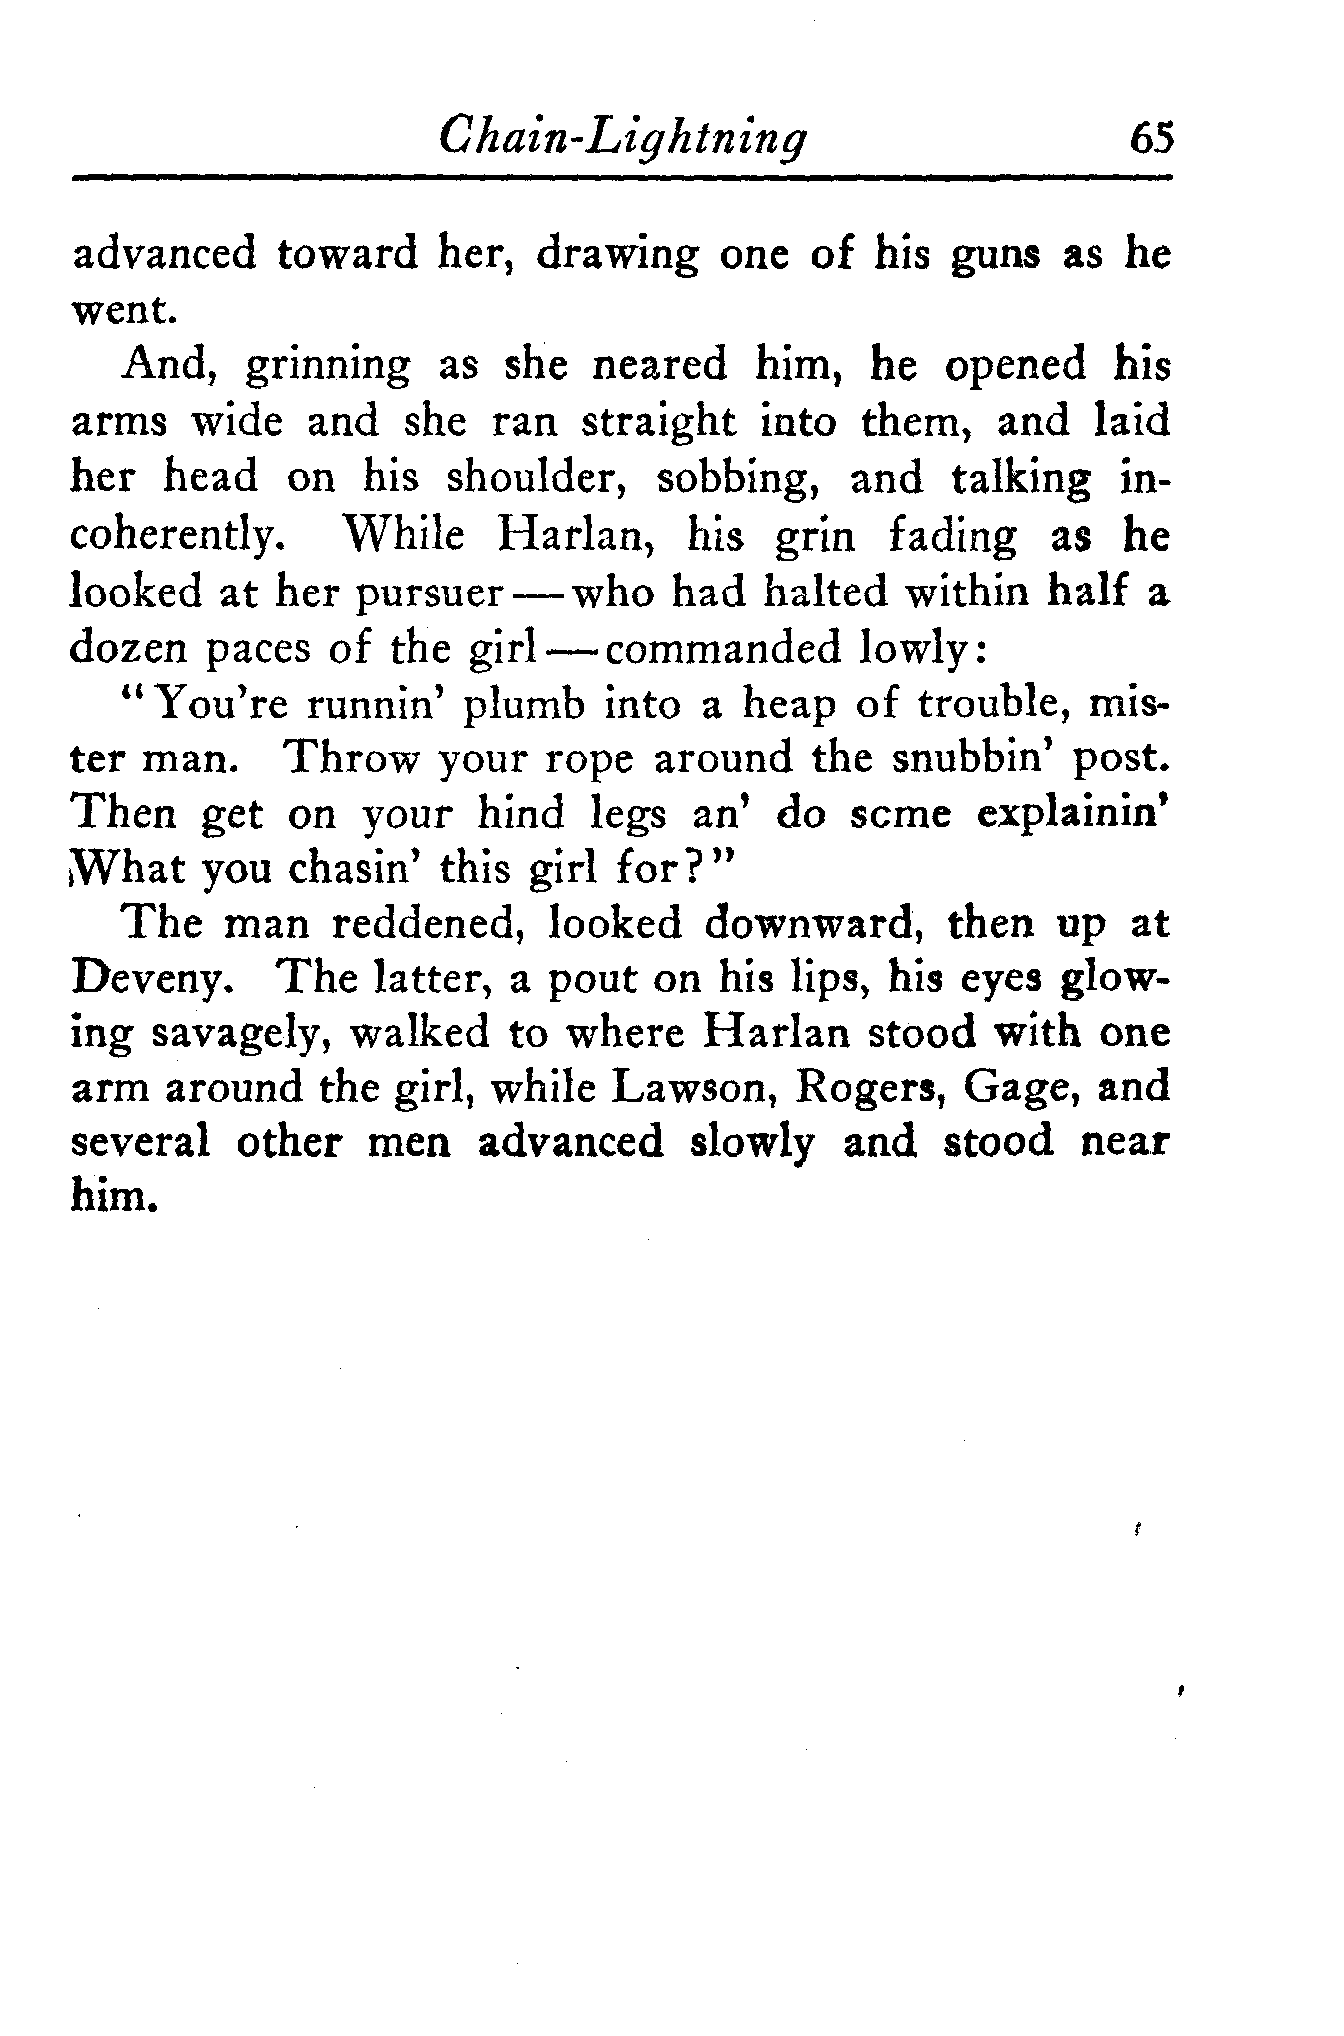 Chain-Lightning 65
advanced toward her, drawing one of his guns as he
went.
And, grinning as she neared him, he opened his
arms wide and she ran straight into them, and laid
her head on his shoulder, sobbing, and talking in-
coherently. While Harlan, his grin fading as he
looked at her pursuer — who had halted within half a
dozen paces of the girl — commanded lowly:
"You're runnin' plumb into a heap of trouble, mis-
ter man. Throw your rope around the snubbin' post.
Then get on your hind legs an' do scme explainin'
What you chasin' this girl for?"
The man reddened, looked downward, then up at
Deveny. The latter, a pout on his lips, his eyes glow-
ing savagely, walked to where Harlan stood with one
arm around the girl, while Lawson, Rogers, Gage, and
several other men advanced slowly and stood near
him.